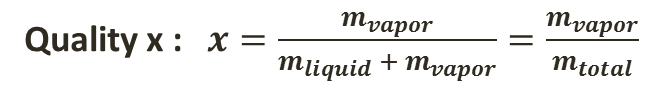 Quality x : x = m_vapor / (m_liquid + m_vapor) = m_vapor / m_total